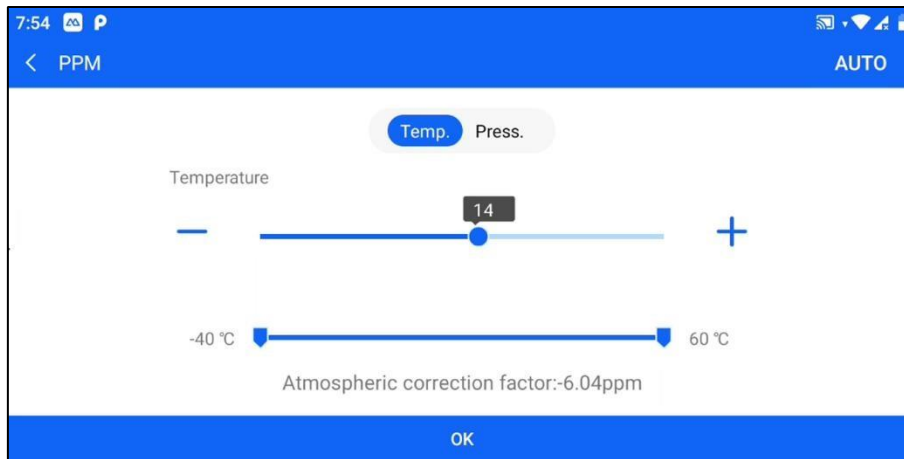 7:54 P
PPM AUTO
Temp. Press.
Temperature
14
-40 ℃ 60 ℃
Atmospheric correction factor:-6.04ppm
OK